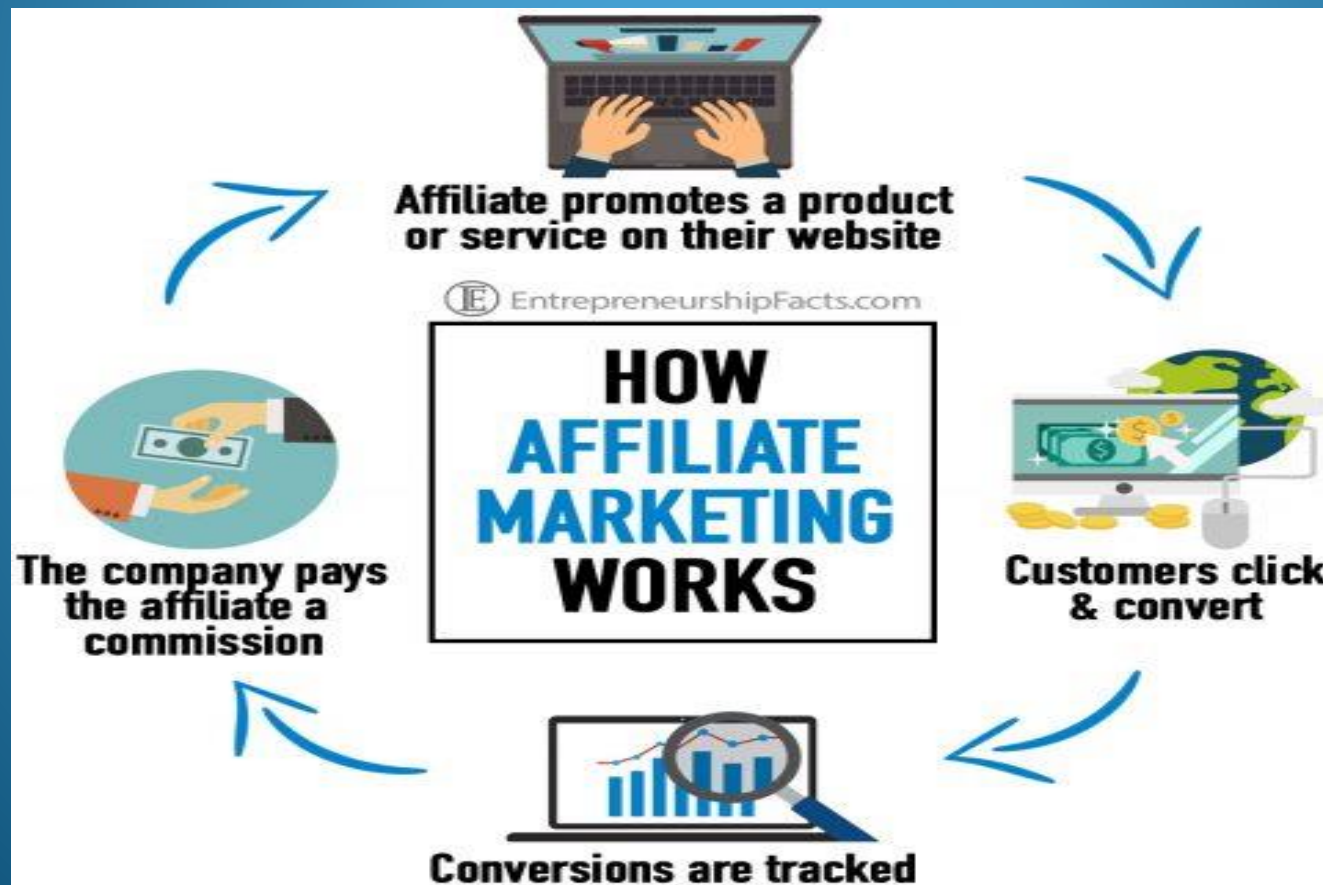 Affiliate promotes a product
or service on their website
EntrepreneurshipFacts.com
HOW
AFFILIATE
MARKETING
WORKS
Customers click
& convert
Conversions are tracked
The company pays
the affiliate a
commission